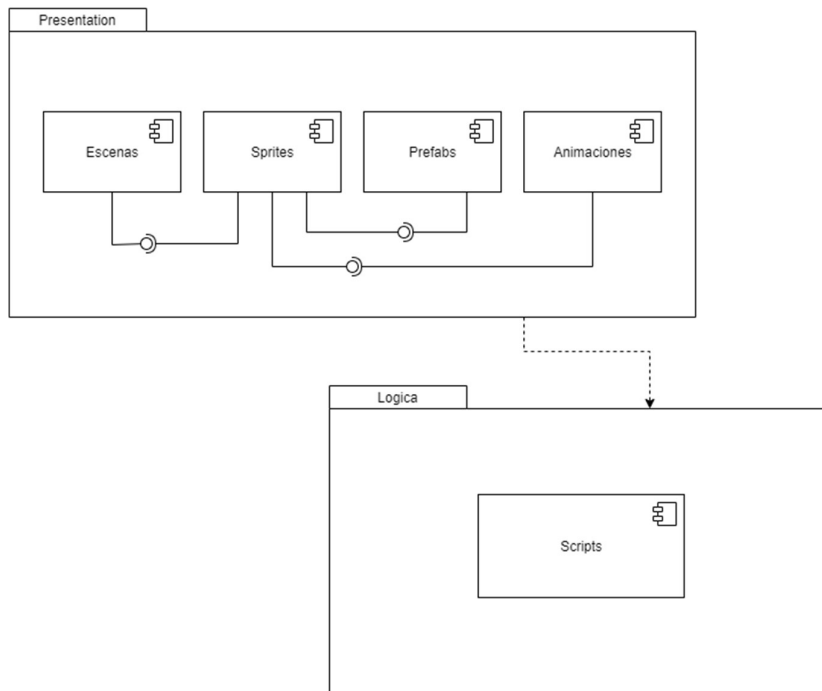 Presentation
Escenas
Sprites
Prefabs
Animaciones
Logica
Scripts